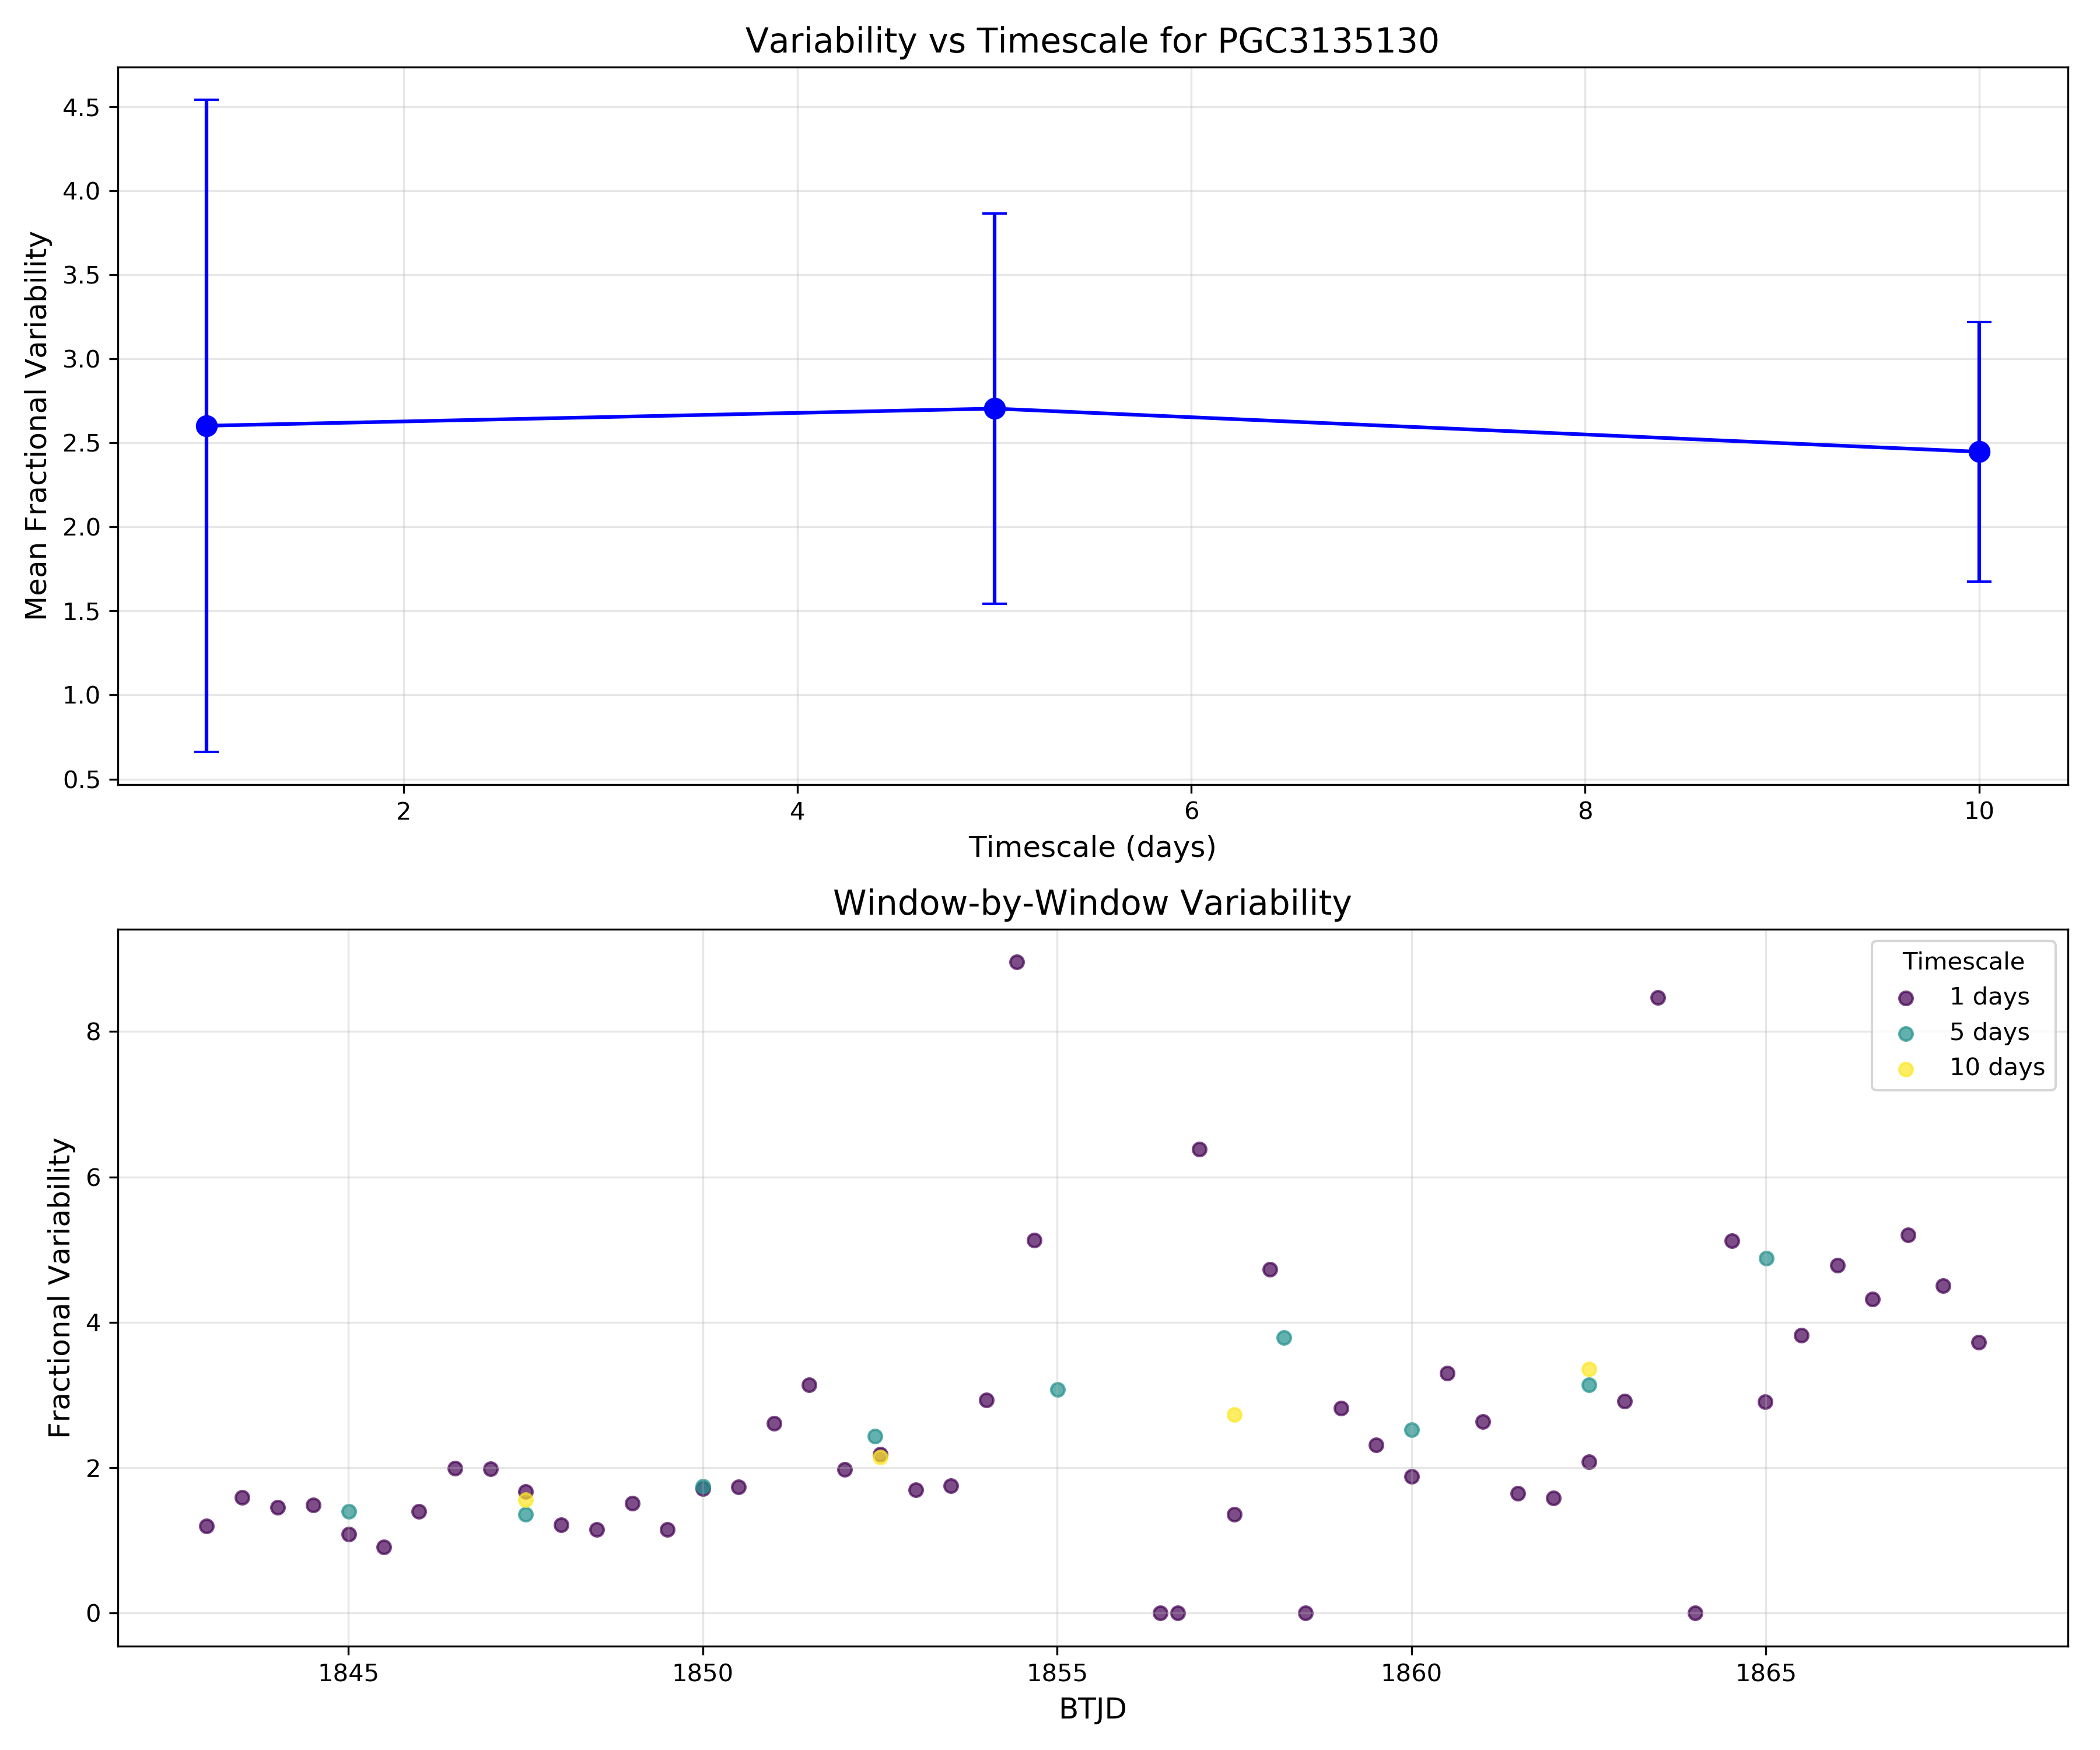 Variability vs Timescale for PGC3135130
Mean Fractional Variability
4.5
4.0
3.5
3.0
2.5
2.0
1.5
1.0
0.5
2
4
6
8
10
Timescale (days)
Window-by-Window Variability
Fractional Variability
8
6
4
2
0
Timescale
1 days
5 days
10 days
1845
1850
1855
1860
1865
BTJD